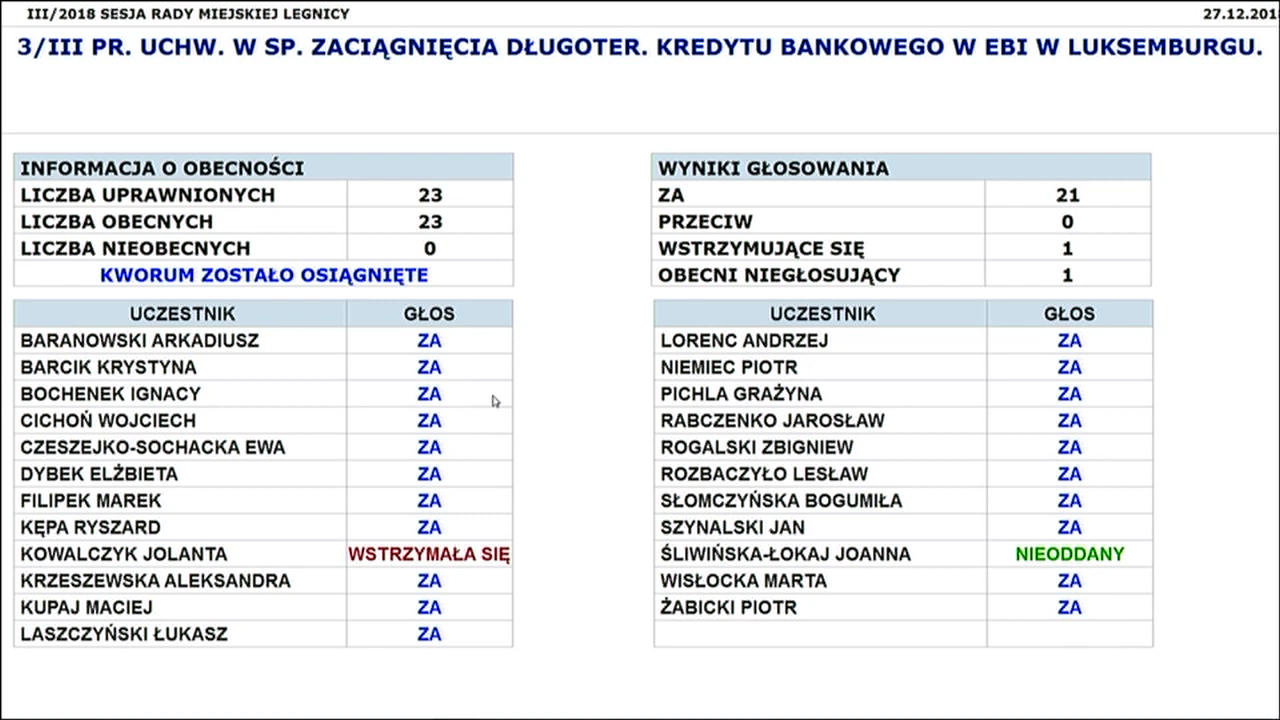 III/2018 SESJA RADY MIEJSKIEJ LEGNICY
27.12.201
3/III PR. UCHW. W SP. ZACIĄGNIĘCIA DŁUGOTER. KREDYTU BANKOWEGO W EBI W LUKSEMBURGU.
INFORMACJA O OBECNOŚCI
LICZBA UPRAWNIONYCH 23
LICZBA OBECNYCH 23
LICZBA NIEOBECNYCH 0
KWORUM ZOSTAŁO OSIĄGNIĘTE
WYNIKI GŁOSOWANIA
ZA 21
PRZECIW 0
WSTRZYMUJĄCE SIĘ 1
OBECNI NIEGŁOSUJĄCY 1
UCZESTNIK GŁOS
BARANOWSKI ARKADIUSZ ZA
BARCIK KRYSTYNA ZA
BOCHENEK IGNACY ZA
CICHOŃ WOJCIECH ZA
CZESZEJKO-SOCHACKA EWA ZA
DYBEK ELŻBIETA ZA
FILIPEK MAREK ZA
KĘPA RYSZARD ZA
KOWALCZYK JOLANTA WSTRZYMAŁA SIĘ
KRZESZEWSKA ALEKSANDRA ZA
KUPAJ MACIEJ ZA
LASZCZYŃSKI ŁUKASZ ZA
UCZESTNIK GŁOS
LORENC ANDRZEJ ZA
NIEMIEC PIOTR ZA
PICHLA GRAŻYNA ZA
RABCZENKO JAROSŁAW ZA
ROGALSKI ZBIGNIEW ZA
ROZBACZYŁO LESŁAW ZA
SŁOMCZYŃSKA BOGUMIŁA ZA
SZYNALSKI JAN ZA
ŚLIWIŃSKA-ŁOKAJ JOANNA NIEODDANY
WISŁOCKA MARTA ZA
ŻABICKI PIOTR ZA